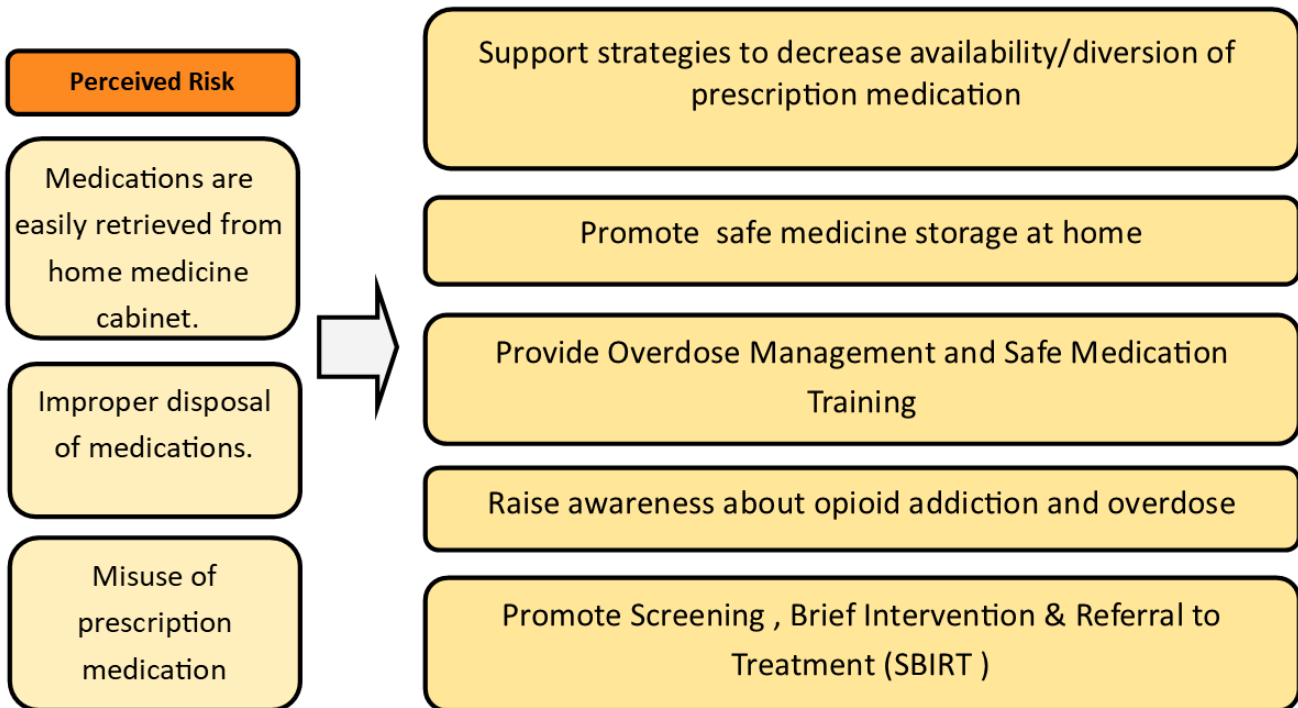 Perceived Risk
Medications are
easily retrieved from
home medicine
cabinet.
Improper disposal
of medications.
Misuse of
prescription
medication
Support strategies to decrease availability/diversion of
prescription medication
Promote  safe medicine storage at home
Provide Overdose Management and Safe Medication
Training
Raise awareness about opioid addiction and overdose
Promote Screening , Brief Intervention & Referral to
Treatment (SBIRT )